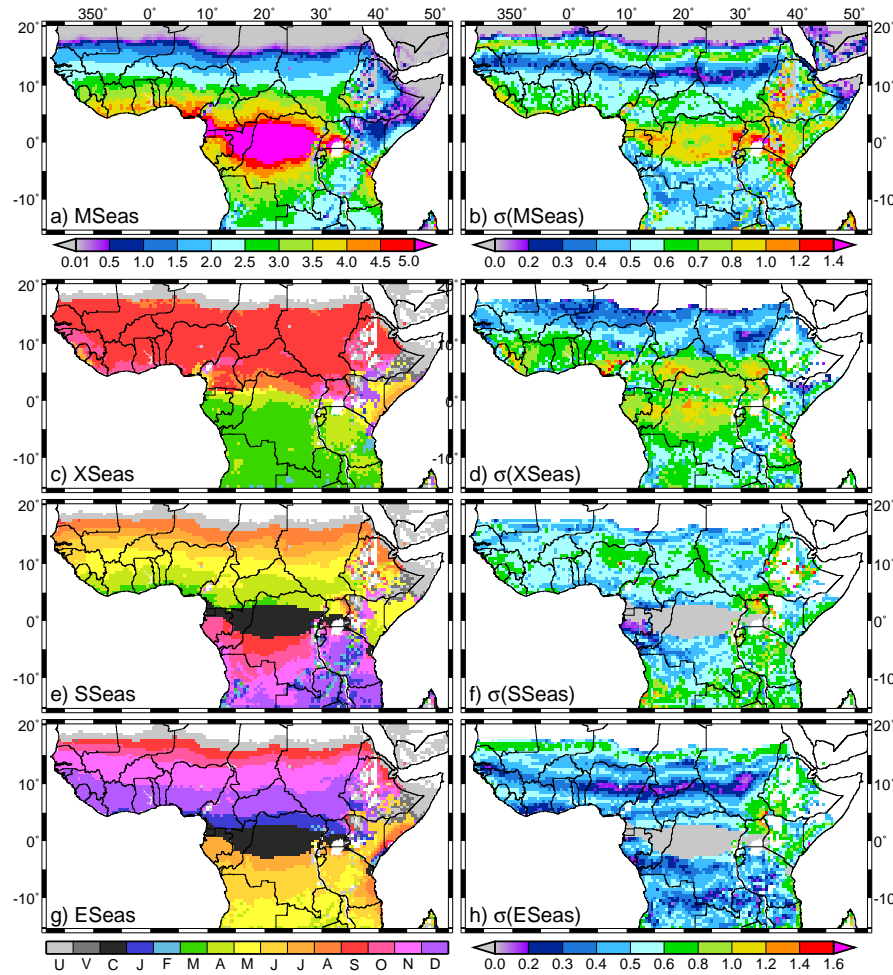 350˚ 0˚ 10˚ 20˚ 30˚ 40˚ 50˚ 350˚ 0˚ 10˚ 20˚ 30˚ 40˚ 50˚
20˚ 20˚
10˚ 10˚
0˚ 0˚
-10˚ -10˚
a) MSeas b) σ(MSeas)
0.01 0.5 1.0 1.5 2.0 2.5 3.0 3.5 4.0 4.5 5.0 0.0 0.2 0.3 0.4 0.5 0.6 0.7 0.8 1.0 1.2 1.4
20˚ 20˚
10˚ 10˚
0˚ 0˚
-10˚ -10˚
c) XSeas d) σ(XSeas)
20˚ 20˚
10˚ 10˚
0˚ 0˚
-10˚ -10˚
e) SSeas f) σ(SSeas)
20˚ 20˚
10˚ 10˚
0˚ 0˚
-10˚ -10˚
g) ESeas h) σ(ESeas)
U V C J F M A M J J A S O N D 0.0 0.2 0.3 0.4 0.5 0.6 0.8 1.0 1.2 1.4 1.6